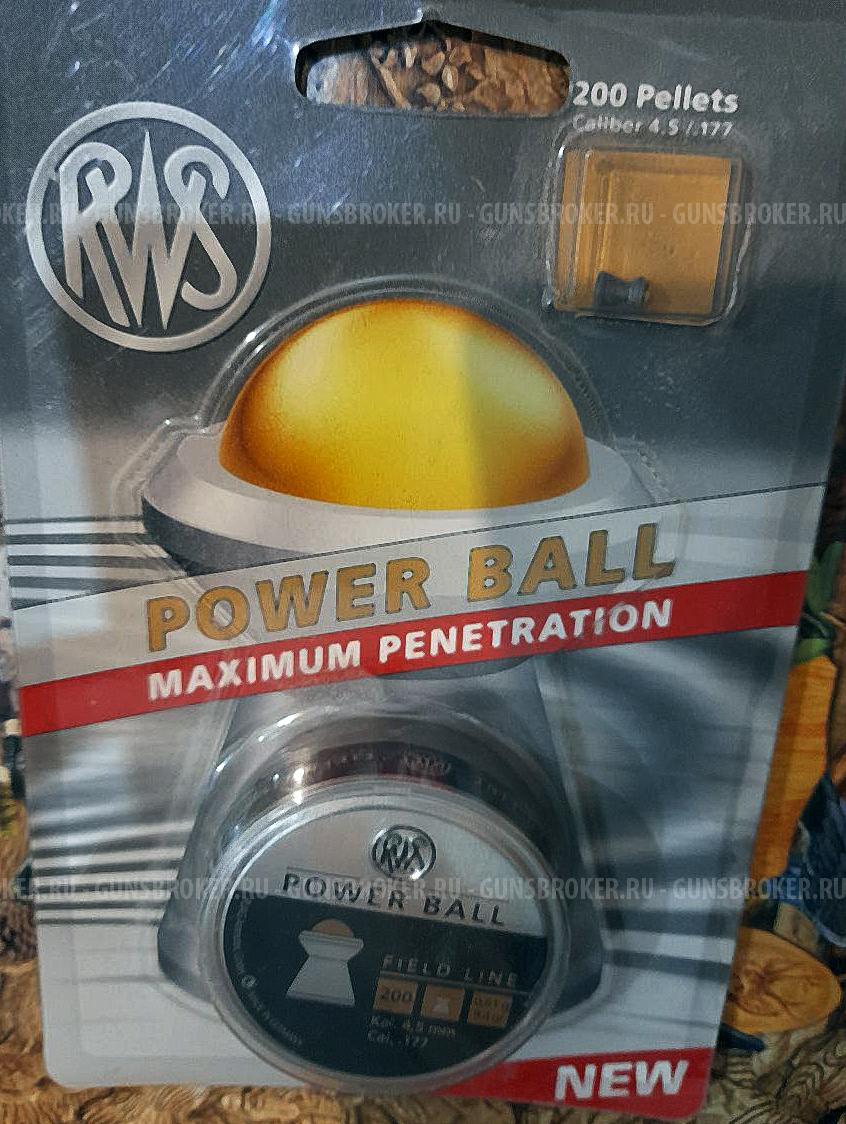 200 Pellets
Caliber 4.5 / .177
RWS
GUNSBROKER.RU - GUNSBROKER.RU - GUNSBROKER.RU - GUNSBROKER.RU
POWER BALL
MAXIMUM PENETRATION
RWS
GUNSBROKER.RU - GUNSBROKER.RU - GUNSBROKER.RU - GUNSBROKER.RU
POWER BALL
FIELD LINE
200
Kal. 4,5 mm
Cal. .177
NEW